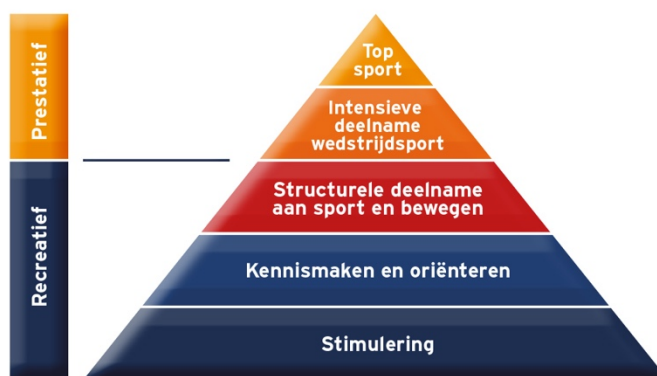 Prestatief
Recreatief
Top
sport
Intensieve
deelname
wedstrijdsport
Structurele deelname
aan sport en bewegen
Kennismaken en oriënteren
Stimulering